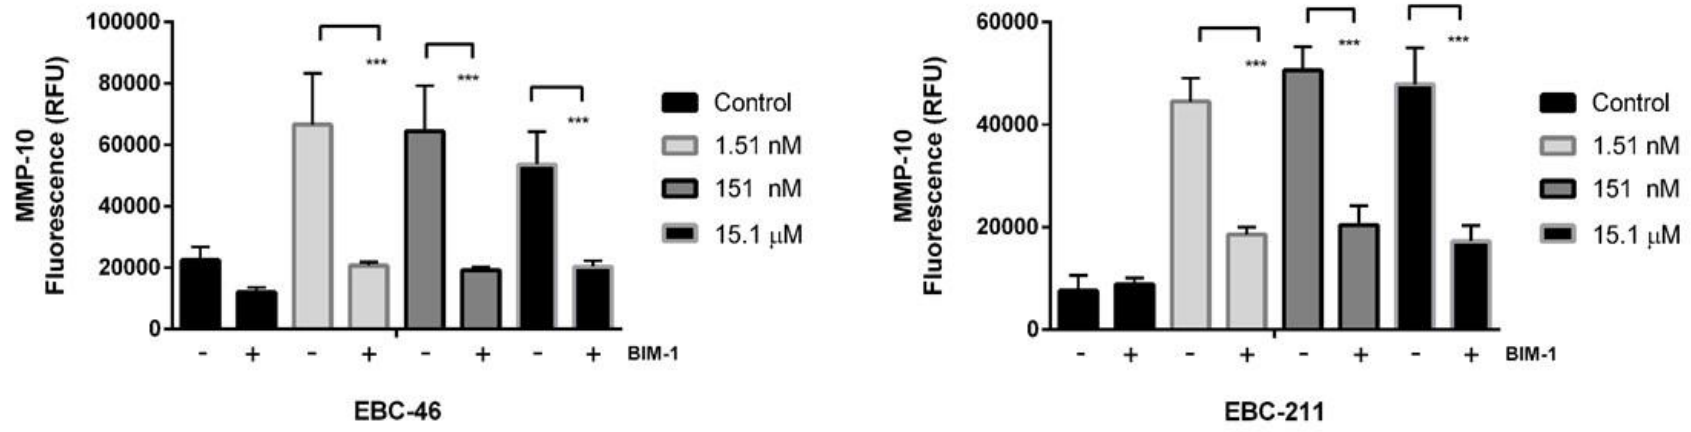 MMP-10
Fluorescence (RFU)
100000
80000
60000
40000
20000
0
***
***
***
Control
1.51 nM
151 nM
15.1 μM
- + - + - + - + BIM-1
EBC-46
MMP-10
Fluorescence (RFU)
60000
40000
20000
0
***
***
***
Control
1.51 nM
151 nM
15.1 μM
- + - + - + - + BIM-1
EBC-211